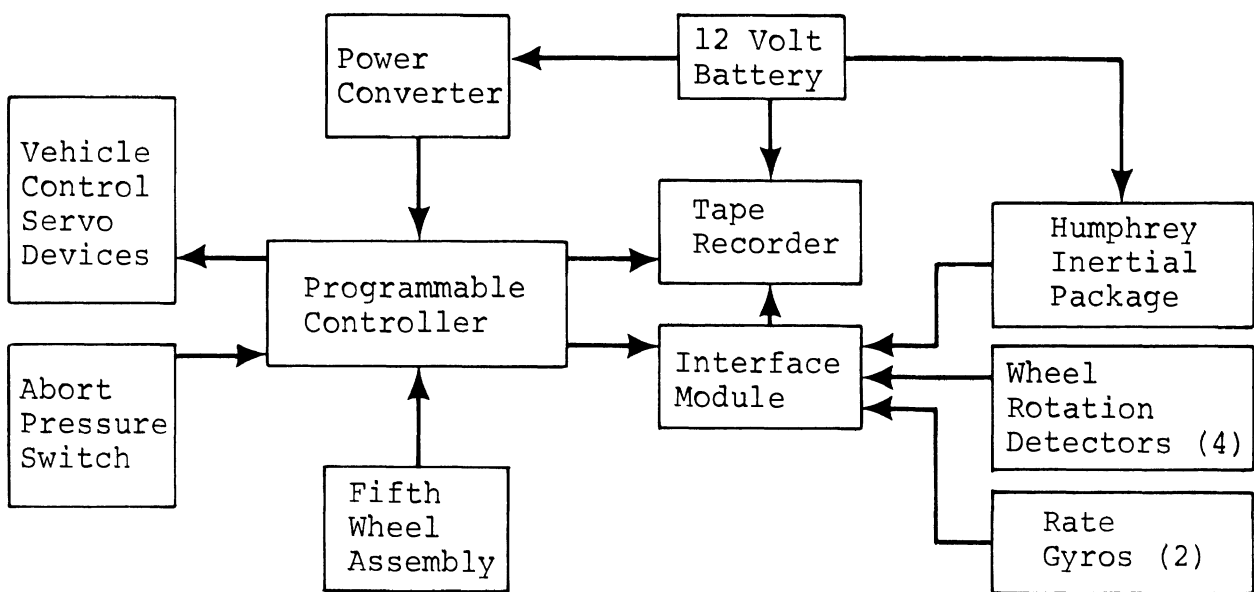 Power
Converter
12 Volt
Battery
Vehicle
Control
Servo
Devices
Tape
Recorder
Humphrey
Inertial
Package
Programmable
Controller
Abort
Pressure
Switch
Interface
Module
Wheel
Rotation
Detectors (4)
Fifth
Wheel
Assembly
Rate
Gyros (2)